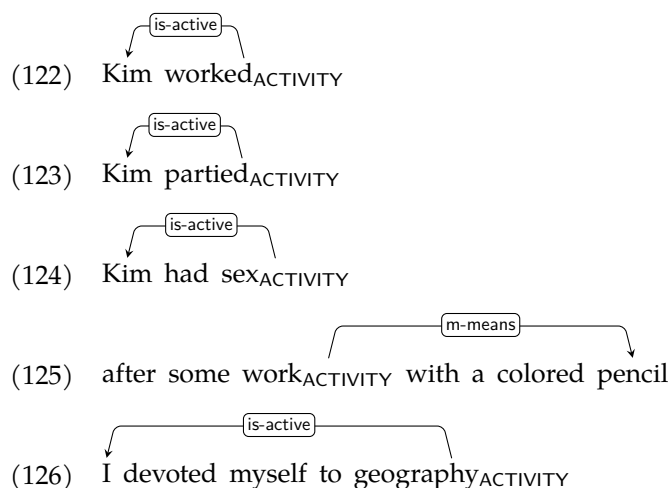 is-active
(122) Kim workedACTIVITY
is-active
(123) Kim partiedACTIVITY
is-active
(124) Kim had sexACTIVITY
m-means
(125) after some workACTIVITY with a colored pencil
is-active
(126) I devoted myself to geographyACTIVITY